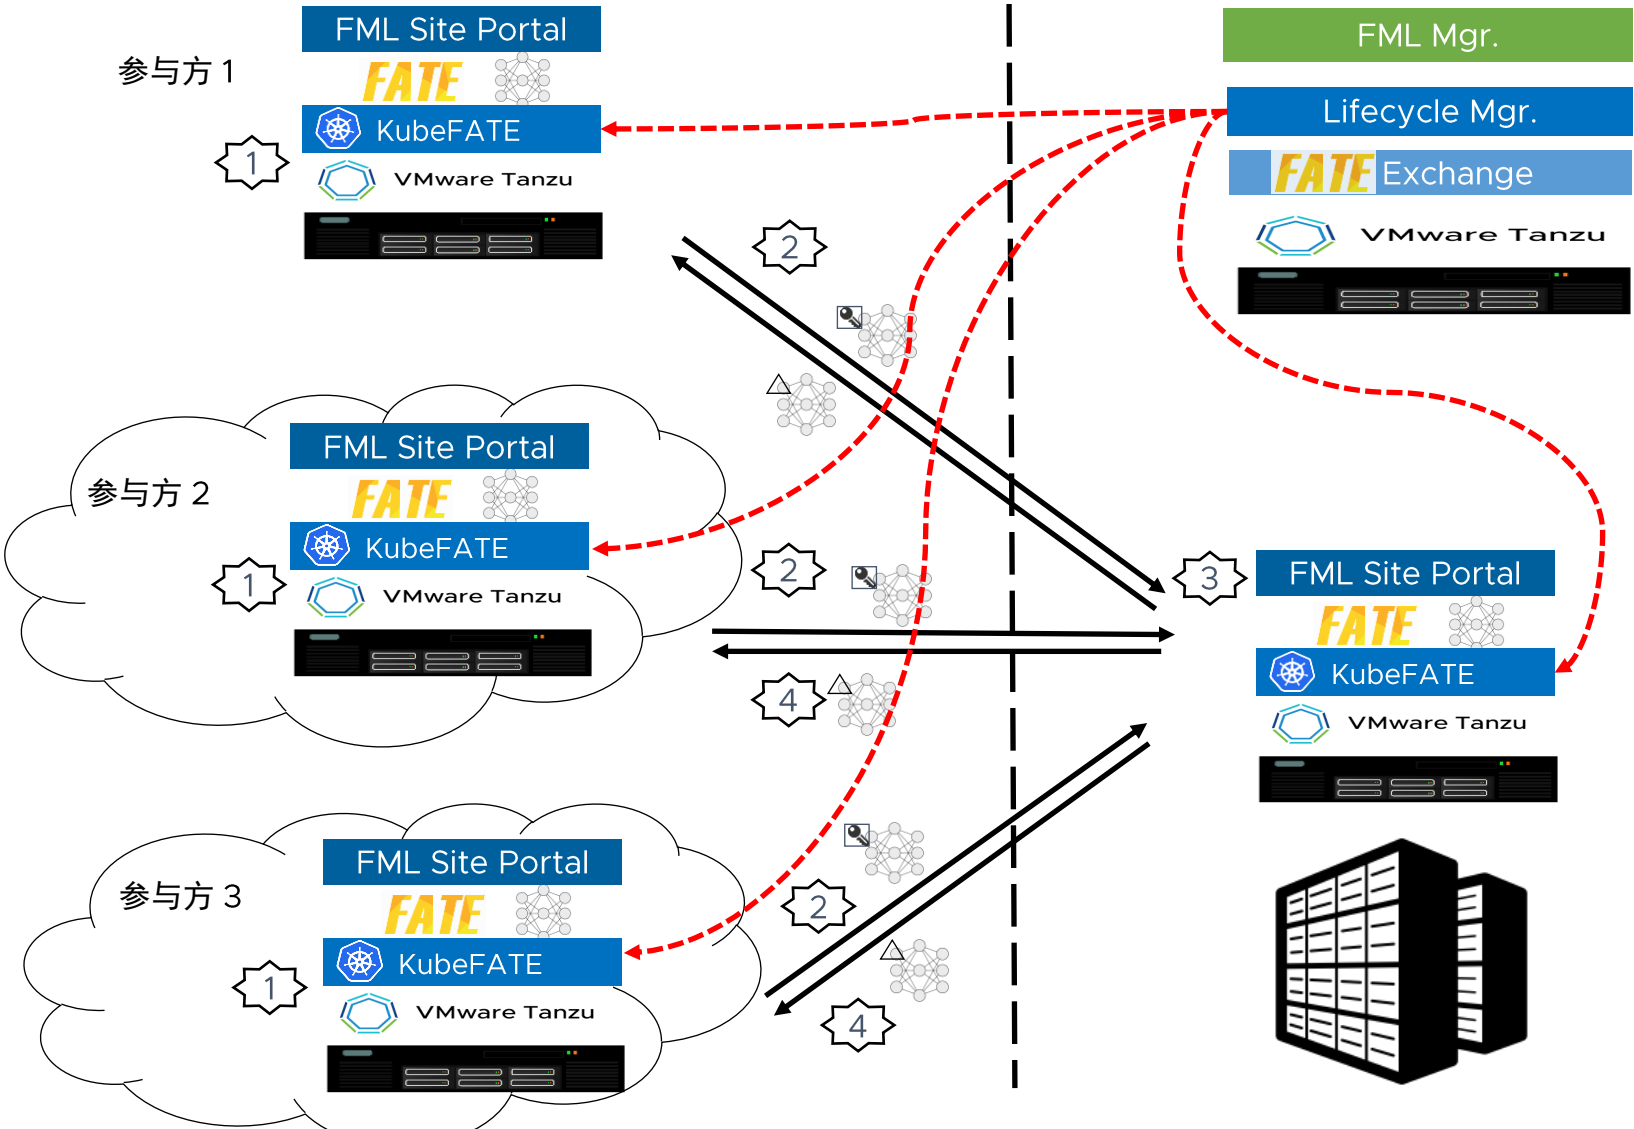 FML Site Portal
参与方 1
FATE
KubeFATE
1
VMware Tanzu
FML Mgr.
Lifecycle Mgr.
FATE Exchange
VMware Tanzu
2
FML Site Portal
参与方 2
FATE
KubeFATE
1
VMware Tanzu
2
4
3
FML Site Portal
FATE
KubeFATE
VMware Tanzu
FML Site Portal
参与方 3
FATE
KubeFATE
1
VMware Tanzu
2
4